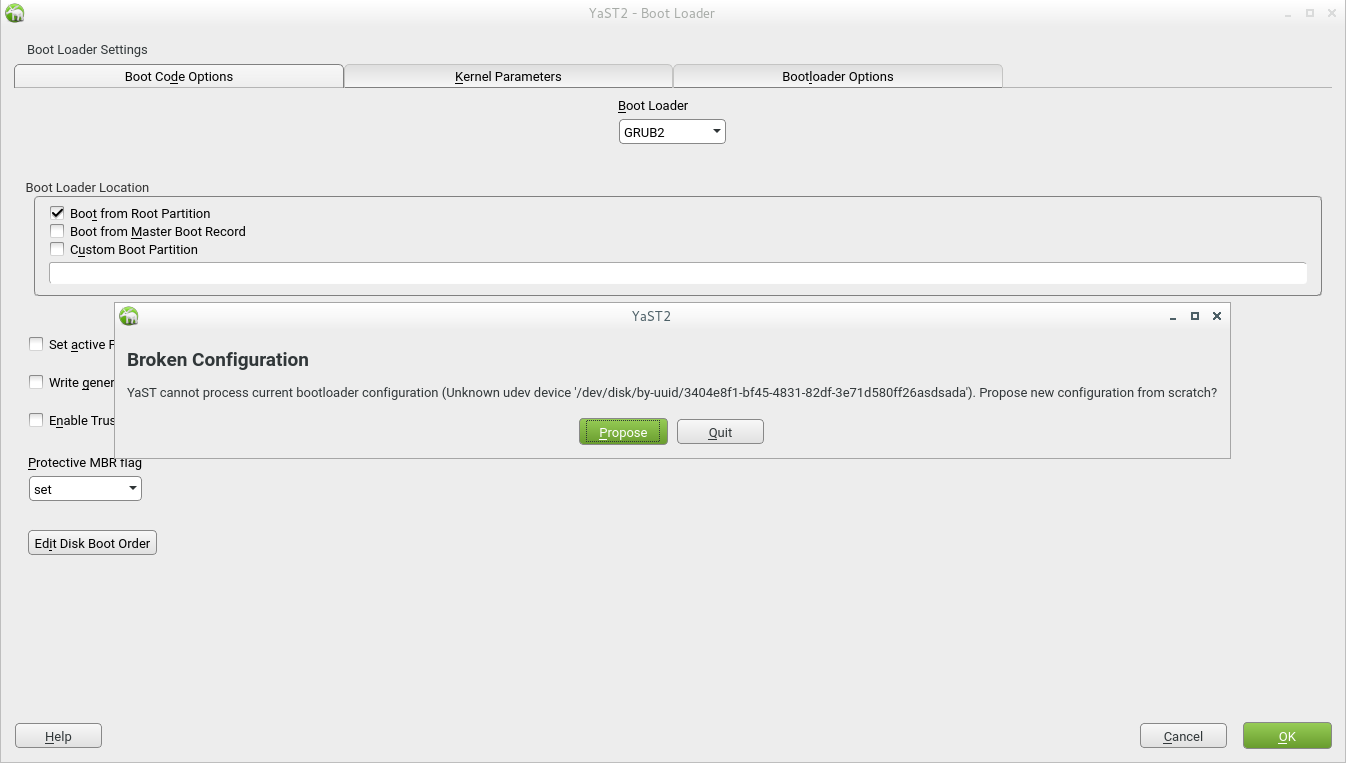 YaST2 - Boot Loader
Boot Loader Settings
Boot Code Options
Kernel Parameters
Bootloader Options
Boot Loader
GRUB2
Boot Loader Location
Boot from Root Partition
Boot from Master Boot Record
Custom Boot Partition
YaST2
Set active P
Broken Configuration
Write gener
YaST cannot process current bootloader configuration (Unknown udev device '/dev/disk/by-uuid/3404e8f1-bf45-4831-82df-3e71d580ff26asdsada'). Propose new configuration from scratch?
Enable Trus
Propose
Quit
Protective MBR flag
set
Edit Disk Boot Order
Help
Cancel
OK